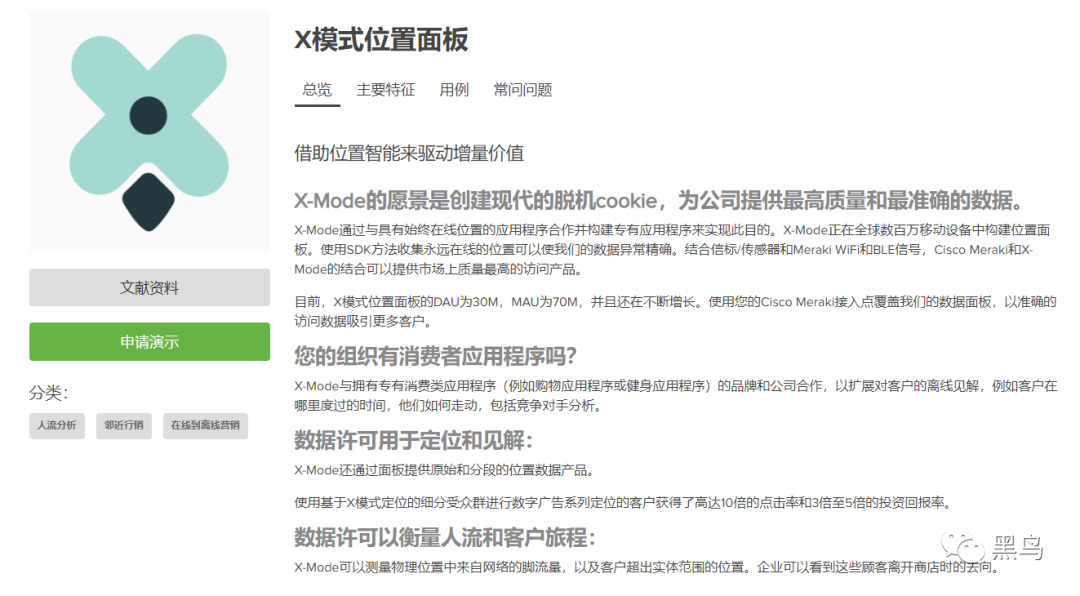 X模式位置面板
总览 主要特征 用例 常问问题
借助位置智能来驱动增量价值
X-Mode的愿景是创建现代的脱机cookie，为公司提供最高质量和最准确的数据。
X-Mode通过与具有始终在线位置的应用程序合作并构建专有应用程序来实现此目的。X-Mode正在全球数百万移动设备中构建位置面
板。使用SDK方法收集永远在线的位置可以使我们的数据异常精确。结合信标/传感器和Meraki WiFi和BLE信号，Cisco Meraki和X-
Mode的结合可以提供市场上质量最高的访问产品。
目前，X模式位置面板的DAU为30M，MAU为70M，并且还在不断增长。使用您的Cisco Meraki接入点覆盖我们的数据面板，以准确的
访问数据吸引更多客户。
您的组织有消费者应用程序吗？
X-Mode与拥有专有消费类应用程序（例如购物应用程序或健身应用程序）的品牌和公司合作，以扩展对客户的离线见解，例如客户在
哪里度过的时间，他们如何走动，包括竞争对手分析。
数据许可用于定位和见解：
X-Mode还通过面板提供原始和分段的位置数据产品。
使用基于X模式定位的细分受众群进行数字广告系列定位的客户获得了高达10倍的点击率和3倍至5倍的投资回报率。
数据许可以衡量人流和客户旅程：
X-Mode可以测量物理位置中来自网络的脚流量，以及客户超出实体范围的位置。企业可以看到这些顾客离开商店时的去向。
文献资料
申请演示
分类：
人流分析 邻近行销 在线到离线营销
黑鸟